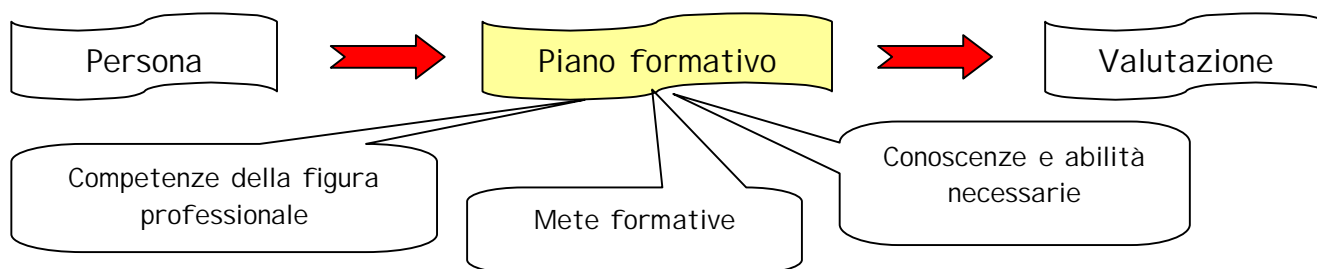 Persona
Piano formativo
Valutazione
Competenze della figura
professionale
Mete formative
Conoscenze e abilità
necessarie